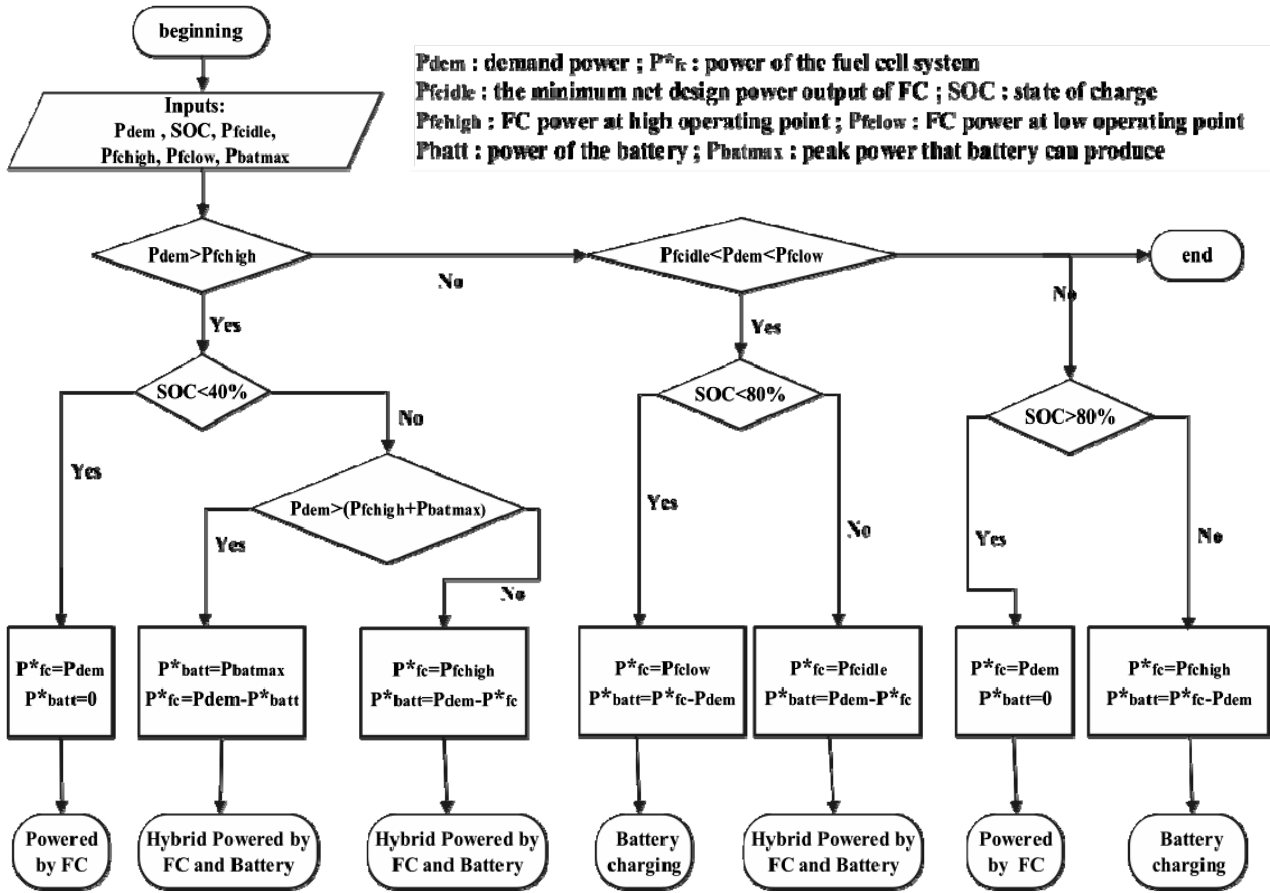 beginning
Pdem : demand power ; P*fc : power of the fuel cell system
Pfcidle : the minimum net design power output of FC ; SOC : state of charge
Pfchigh : FC power at high operating point ; Pfclow : FC power at low operating point
Pbatt : power of the battery ; Pbatmax : peak power that battery can produce
Inputs:
Pdem , SOC, Pfcidle,
Pfchigh, Pfclow, Pbatmax
Pdem>Pfchigh
No
Pfcidle<Pdem<Pfclow
end
No
Yes
Yes
SOC<40%
SOC<80%
SOC>80%
No
Yes
Pdem>(Pfchigh+Pbatmax)
Yes
No
Yes
No
Yes
No
P*fc=Pdem
P*batt=0
P*batt=Pbatmax
P*fc=Pdem-P*batt
P*fc=Pfchigh
P*batt=Pdem-P*fc
P*fc=Pfclow
P*batt=P*fc-Pdem
P*fc=Pfcidle
P*batt=Pdem-P*fc
P*fc=Pdem
P*batt=0
P*fc=Pfchigh
P*batt=P*fc-Pdem
Powered
by FC
Hybrid Powered by
FC and Battery
Hybrid Powered by
FC and Battery
Battery
charging
Hybrid Powered by
FC and Battery
Powered
by FC
Battery
charging